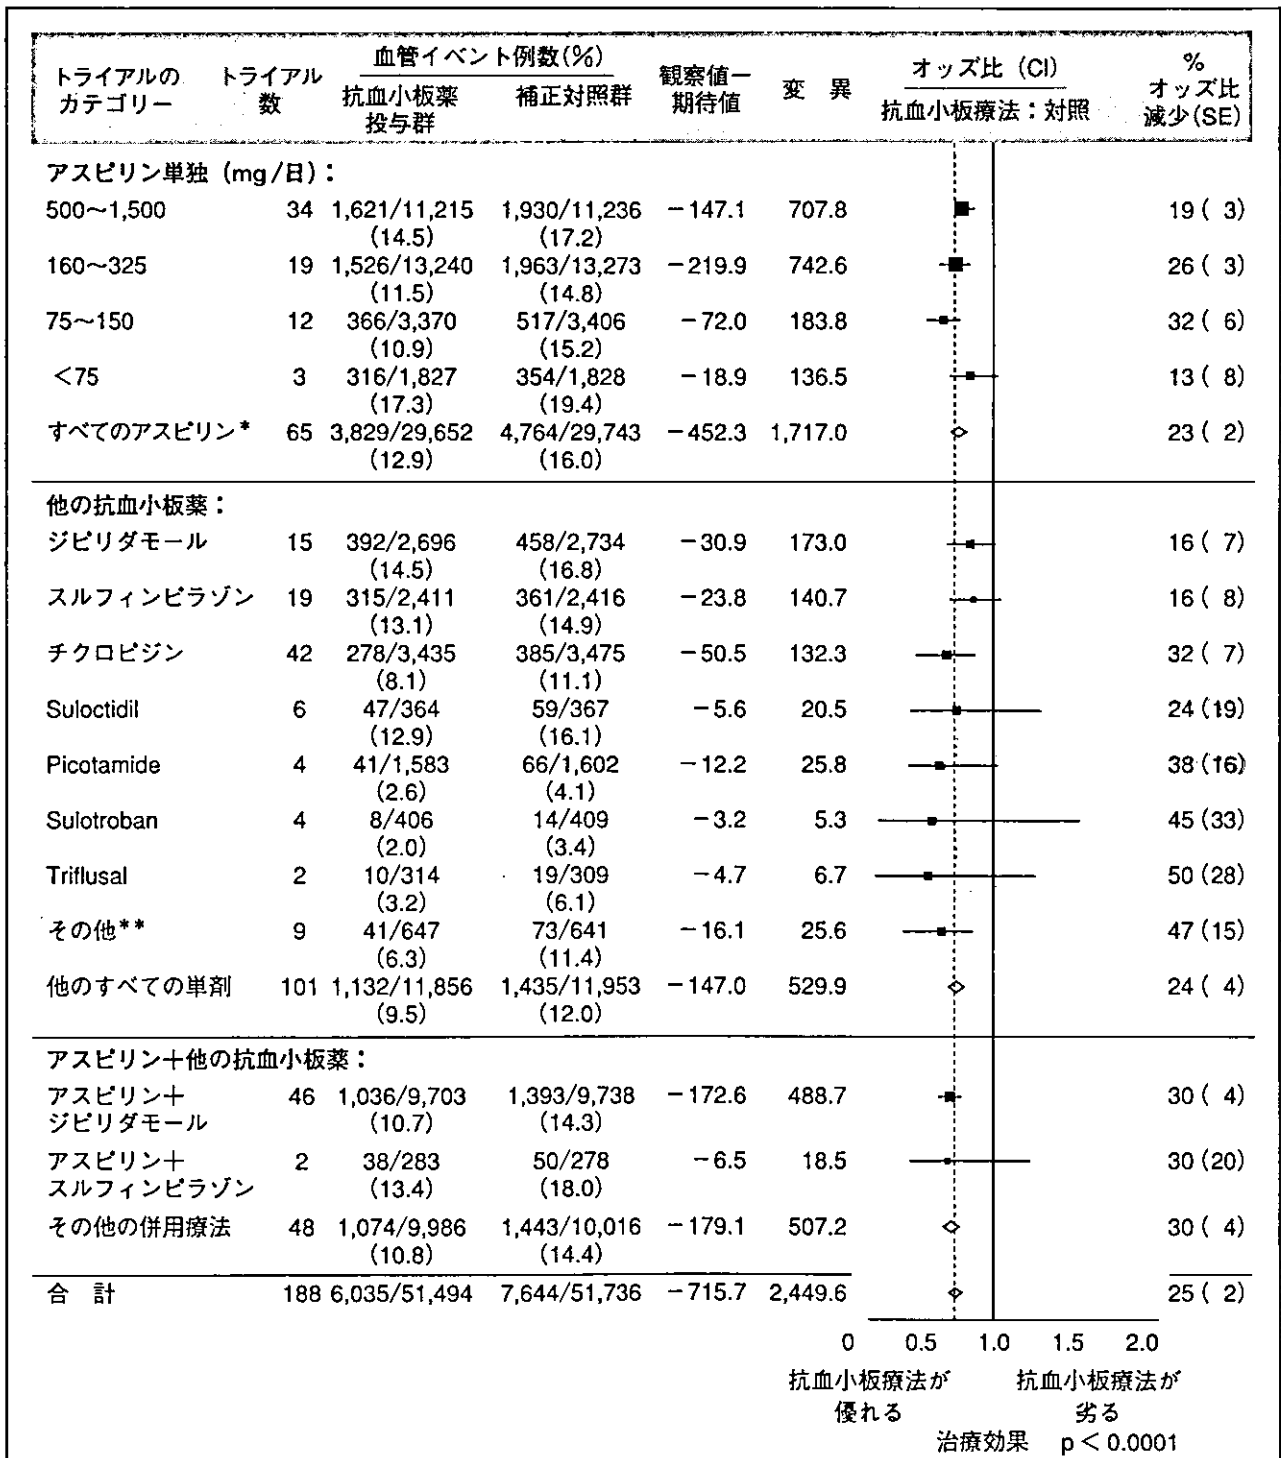 トライアルの カテゴリー トライアル数 血管イベント例数(%) 抗血小板薬投与群 補正対照群 観察値−期待値 変 異 オッズ比 (CI) 抗血小板療法：対照 % オッズ比減少(SE)
アスピリン単独 (mg/日)：
500～1,500 34 1,621/11,215 1,930/11,236 −147.1 707.8 19 ( 3)
(14.5) (17.2)
160～325 19 1,526/13,240 1,963/13,273 −219.9 742.6 26 ( 3)
(11.5) (14.8)
75～150 12 366/3,370 517/3,406 −72.0 183.8 32 ( 6)
(10.9) (15.2)
<75 3 316/1,827 354/1,828 −18.9 136.5 13 ( 8)
(17.3) (19.4)
すべてのアスピリン* 65 3,829/29,652 4,764/29,743 −452.3 1,717.0 23 ( 2)
(12.9) (16.0)
他の抗血小板薬：
ジピリダモール 15 392/2,696 458/2,734 −30.9 173.0 16 ( 7)
(14.5) (16.8)
スルフィンピラゾン 19 315/2,411 361/2,416 −23.8 140.7 16 ( 8)
(13.1) (14.9)
チクロピジン 42 278/3,435 385/3,475 −50.5 132.3 32 ( 7)
(8.1) (11.1)
Suloctidil 6 47/364 59/367 −5.6 20.5 24 (19)
(12.9) (16.1)
Picotamide 4 41/1,583 66/1,602 −12.2 25.8 38 (16)
(2.6) (4.1)
Sulotroban 4 8/406 14/409 −3.2 5.3 45 (33)
(2.0) (3.4)
Triflusal 2 10/314 19/309 −4.7 6.7 50 (28)
(3.2) (6.1)
その他** 9 41/647 73/641 −16.1 25.6 47 (15)
(6.3) (11.4)
他のすべての単剤 101 1,132/11,856 1,435/11,953 −147.0 529.9 24 ( 4)
(9.5) (12.0)
アスピリン＋他の抗血小板薬：
アスピリン＋ 46 1,036/9,703 1,393/9,738 −172.6 488.7 30 ( 4)
ジピリダモール (10.7) (14.3)
アスピリン＋ 2 38/283 50/278 −6.5 18.5 30 (20)
スルフィンピラゾン (13.4) (18.0)
その他の併用療法 48 1,074/9,986 1,443/10,016 −179.1 507.2 30 ( 4)
(10.8) (14.4)
合 計 188 6,035/51,494 7,644/51,736 −715.7 2,449.6 25 ( 2)
0 0.5 1.0 1.5 2.0
抗血小板療法が 抗血小板療法が
優れる 劣る
治療効果 p < 0.0001